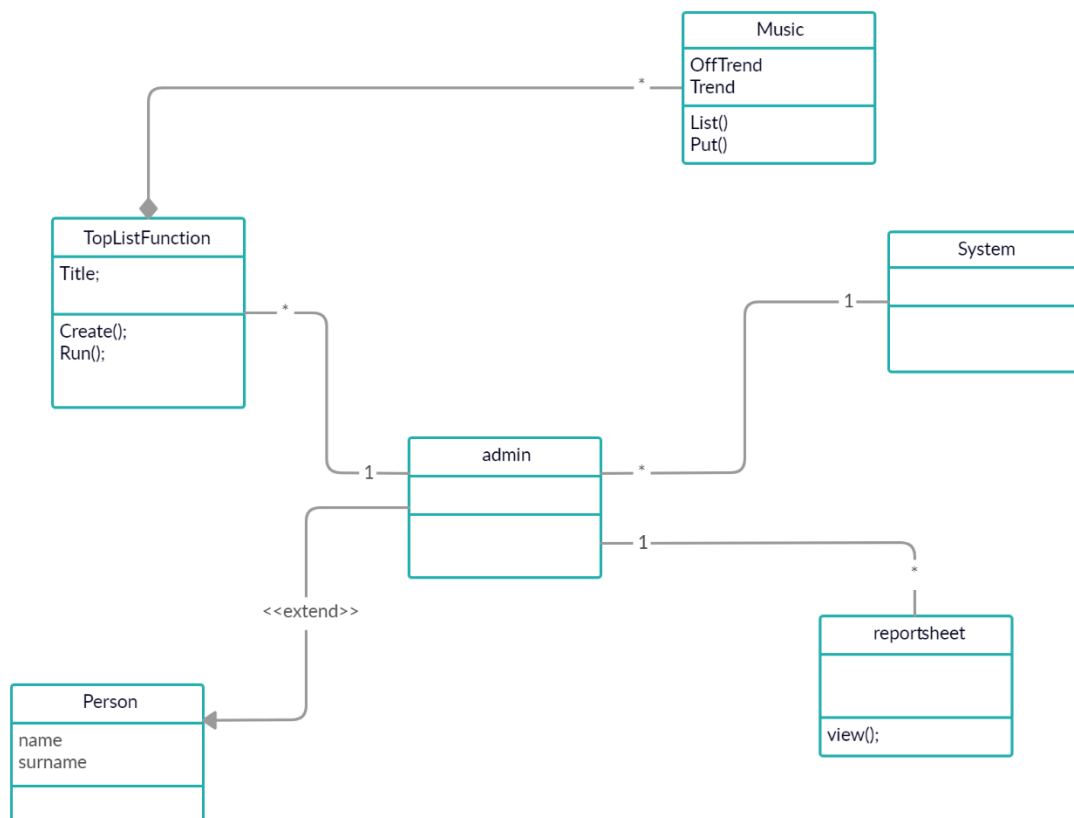 Music
OffTrend
Trend
List()
Put()
*
TopListFunction
Title;
Create();
Run();
*
System
1
admin
1
*
1
*
<<extend>>
reportsheet
view();
Person
name
surname